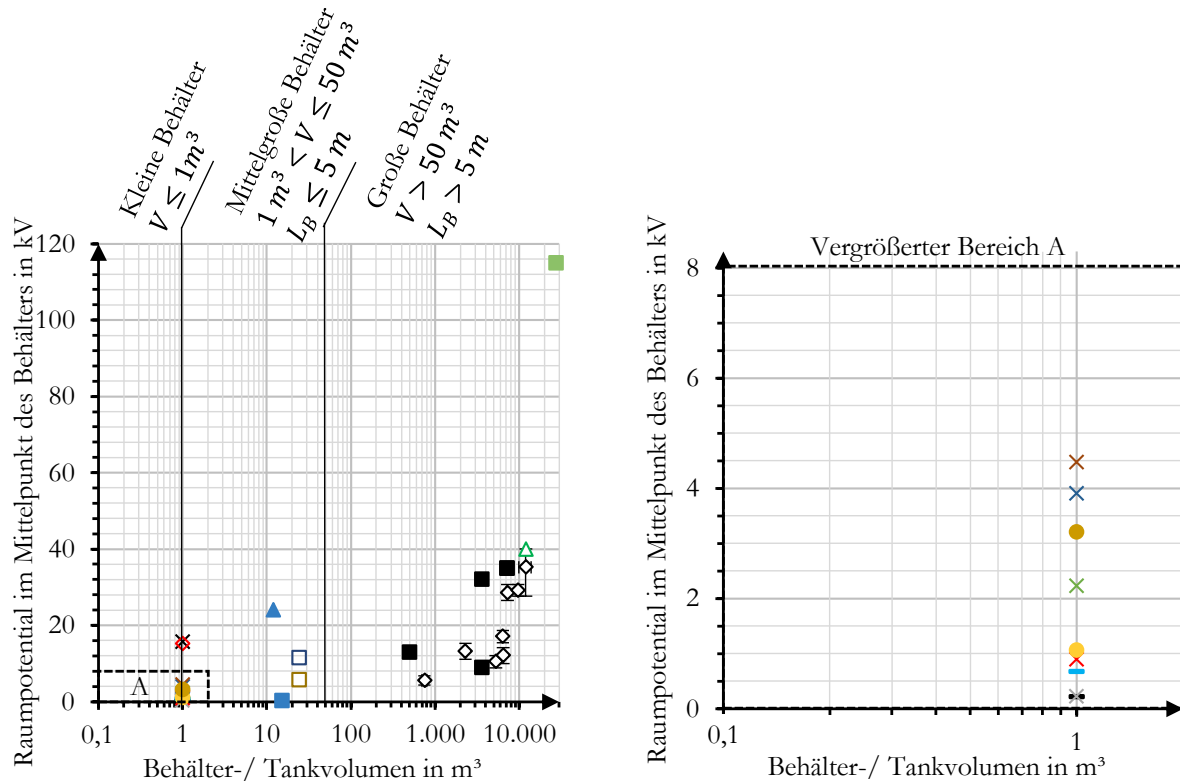 Kleine Behälter
V ≤ 1m³
Mittelgroße Behälter
1 m³ < V ≤ 50 m³
L_B ≤ 5 m
Große Behälter
V > 50 m³
L_B > 5 m
Raumpotential im Mittelpunkt des Behälters in kV
120
100
80
60
40
20
0
A
0,1
1
10
100
1.000
10.000
Behälter-/ Tankvolumen in m³
Vergrößerter Bereich A
Raumpotential im Mittelpunkt des Behälters in kV
8
6
4
2
0
0,1
1
Behälter-/ Tankvolumen in m³